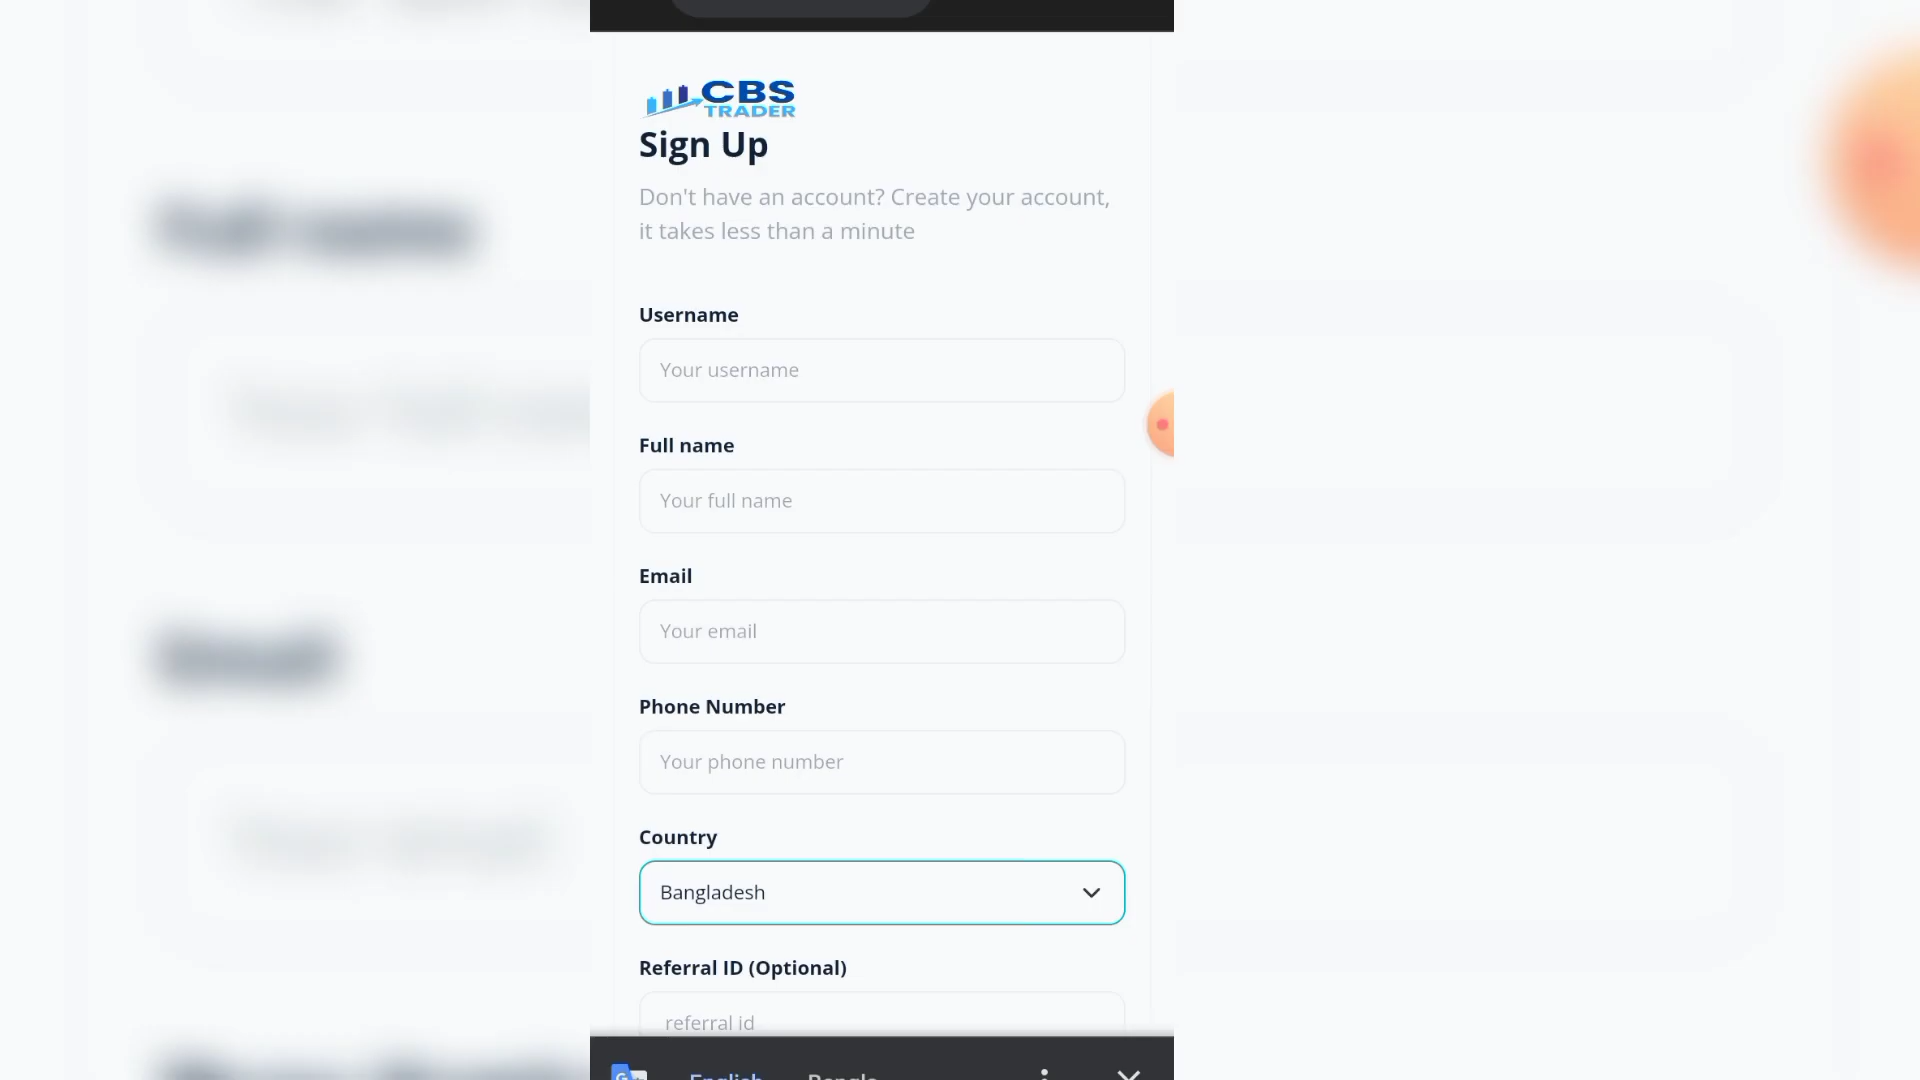 CBS
TRADER
Sign Up
Don't have an account? Create your account,
it takes less than a minute
Username
Your username
Full name
Your full name
Email
Your email
Phone Number
Your phone number
Country
Bangladesh
Referral ID (Optional)
referral id
English
Bangla